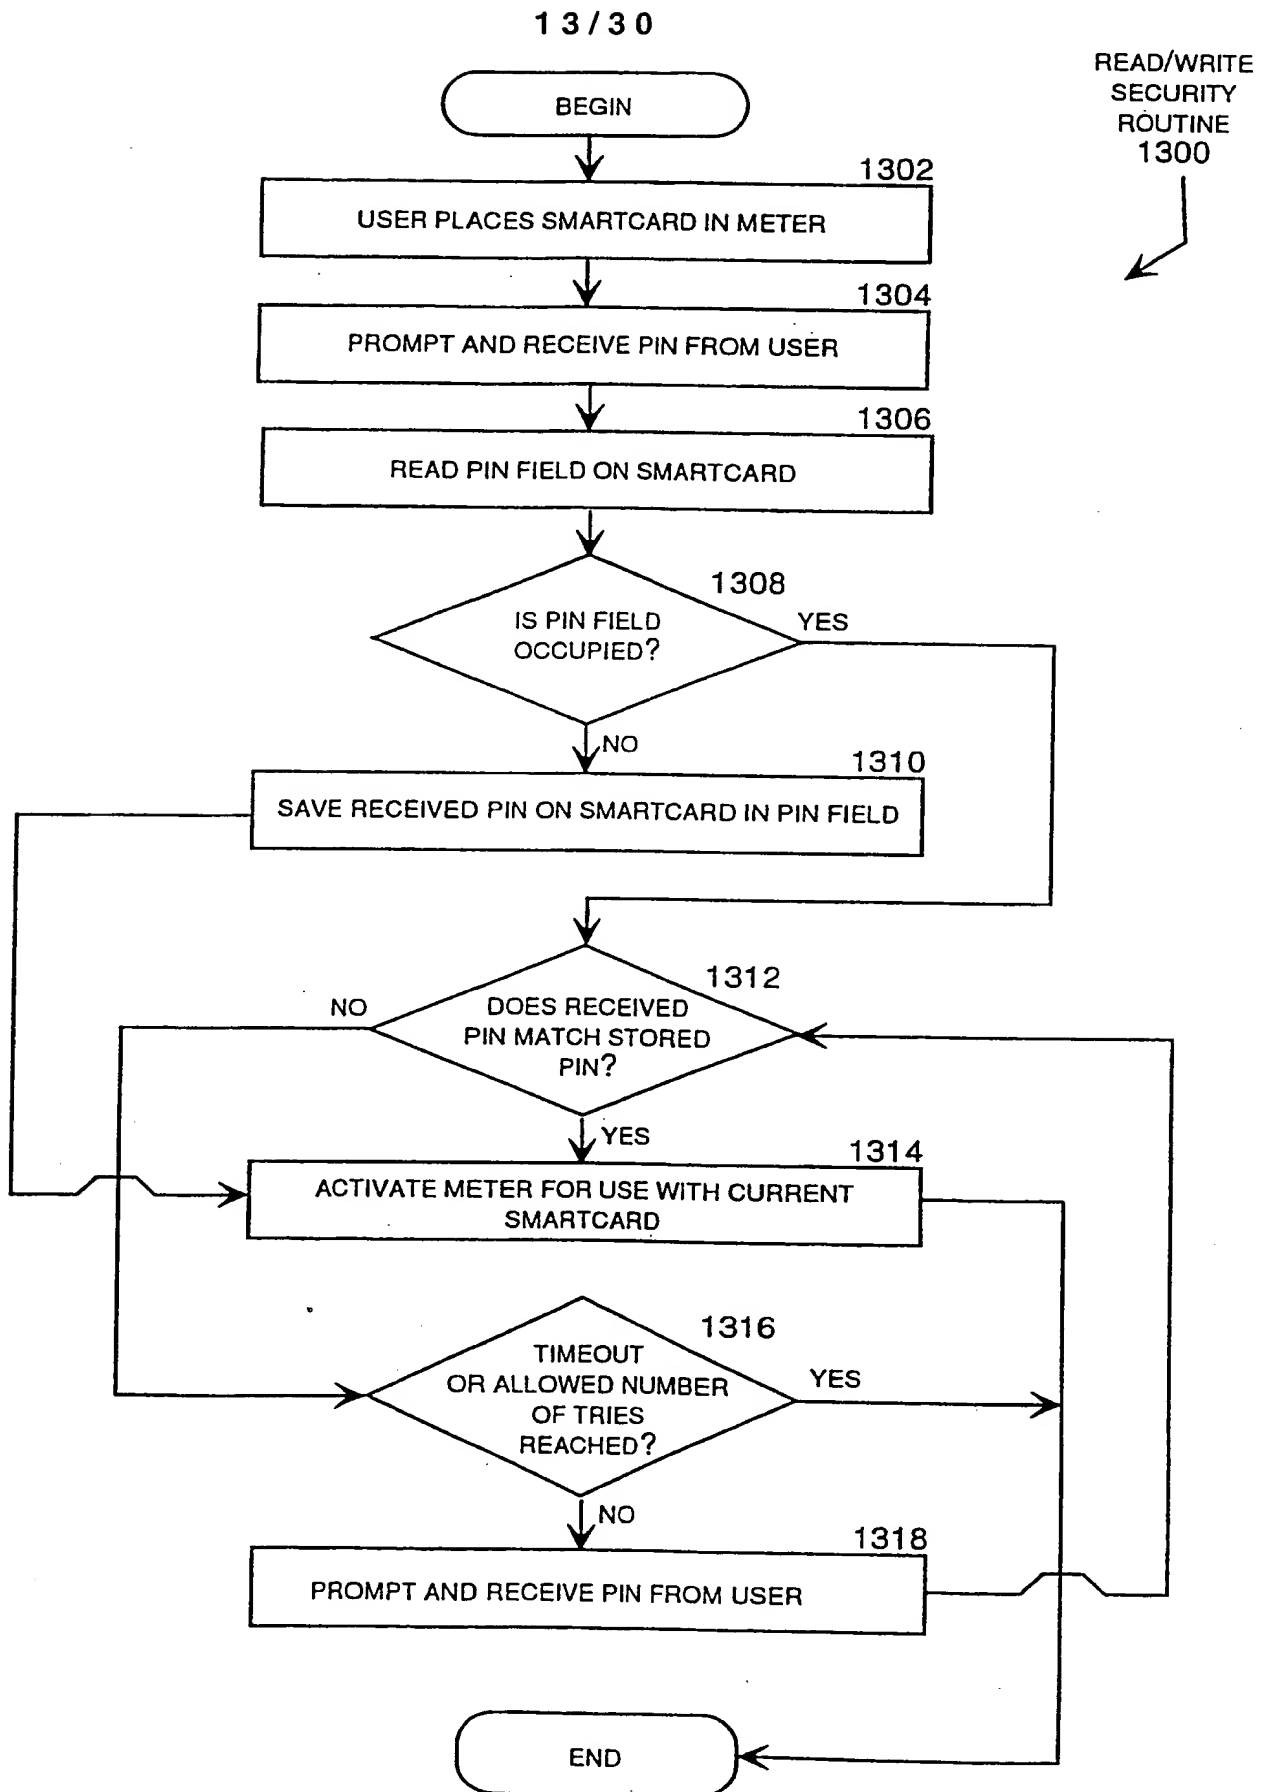 13/30
READ/WRITE
SECURITY
ROUTINE
1300
BEGIN
1302
USER PLACES SMARTCARD IN METER
1304
PROMPT AND RECEIVE PIN FROM USER
1306
READ PIN FIELD ON SMARTCARD
1308
IS PIN FIELD
OCCUPIED?
YES
NO
1310
SAVE RECEIVED PIN ON SMARTCARD IN PIN FIELD
1312
NO
DOES RECEIVED
PIN MATCH STORED
PIN?
YES
1314
ACTIVATE METER FOR USE WITH CURRENT
SMARTCARD
1316
TIMEOUT
OR ALLOWED NUMBER
OF TRIES
REACHED?
YES
NO
1318
PROMPT AND RECEIVE PIN FROM USER
END